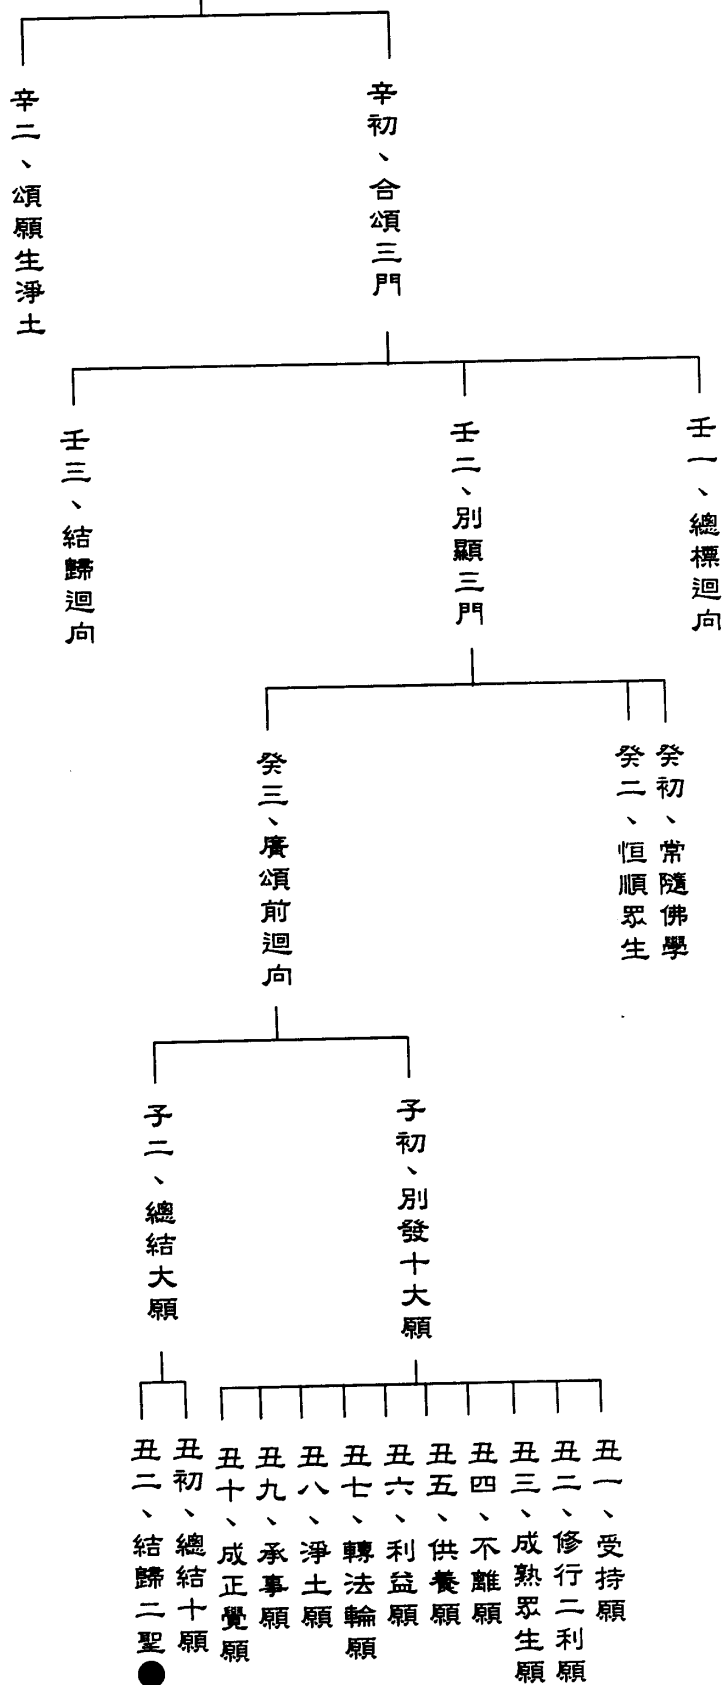 辛初、合頌三門
辛二、頌願生淨土
壬一、總標迴向
壬二、別顯三門
壬三、結歸迴向
癸初、常隨佛學
癸二、恒順眾生
癸三、廣頌前迴向
子初、別發十大願
子二、總結大願
丑一、受持願
丑二、修行二利願
丑三、成熟眾生願
丑四、不離願
丑五、供養願
丑六、利益願
丑七、轉法輪願
丑八、淨土願
丑九、承事願
丑十、成正覺願
丑初、總結十願
丑二、結歸二聖●